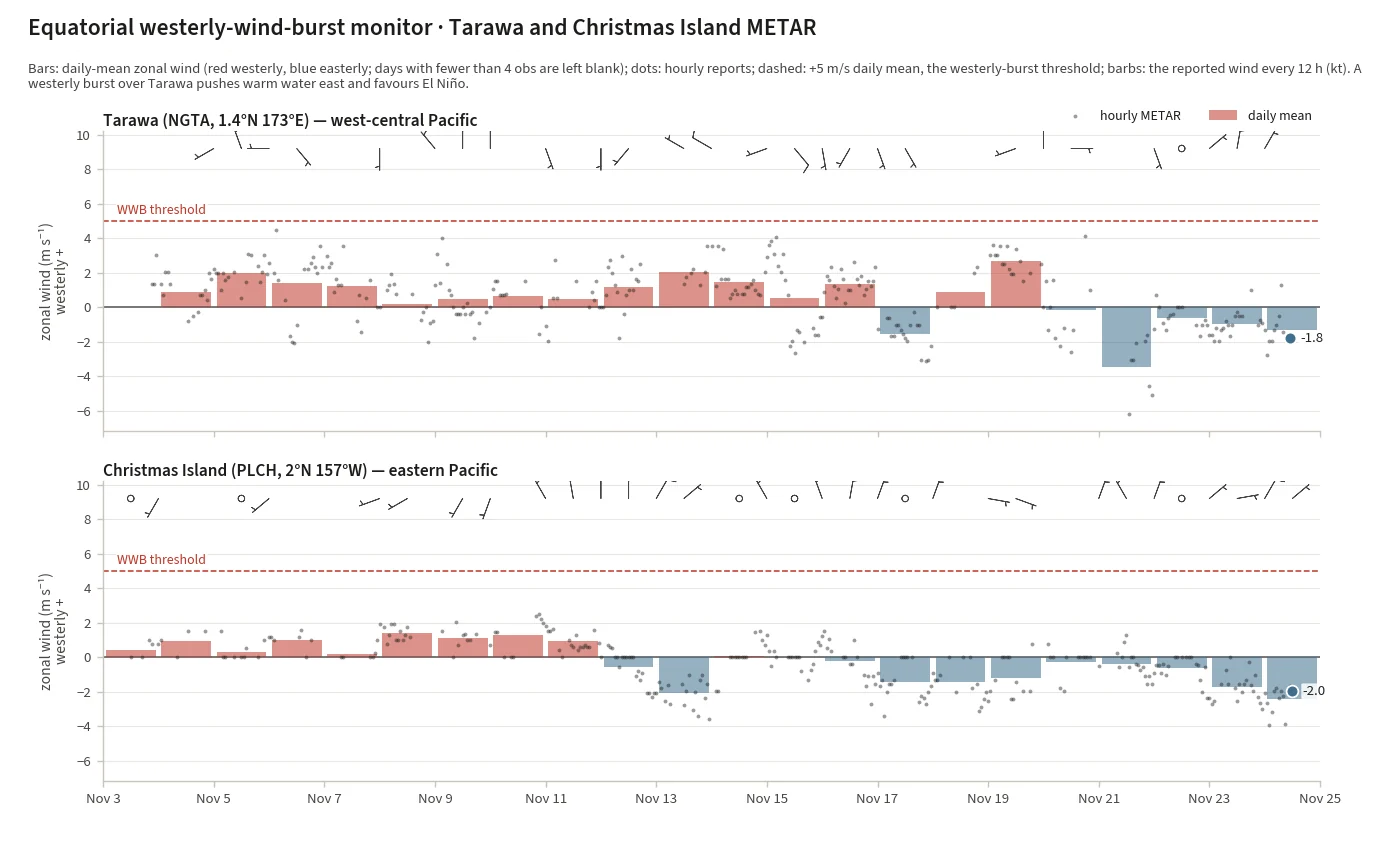 Equatorial westerly-wind-burst monitor · Tarawa and Christmas Island METAR
Bars: daily-mean zonal wind (red westerly, blue easterly; days with fewer than 4 obs are left blank); dots: hourly reports; dashed: +5 m/s daily mean, the westerly-burst threshold; barbs: the reported wind every 12 h (kt). A
westerly burst over Tarawa pushes warm water east and favours El Niño.
Tarawa (NGTA, 1.4°N 173°E) — west-central Pacific
hourly METAR
daily mean
10
8
6
4
2
0
−2
−4
−6
zonal wind (m s⁻¹)
westerly +
WWB threshold
-1.8
Christmas Island (PLCH, 2°N 157°W) — eastern Pacific
10
8
6
4
2
0
−2
−4
−6
zonal wind (m s⁻¹)
westerly +
WWB threshold
-2.0
Nov 3
Nov 5
Nov 7
Nov 9
Nov 11
Nov 13
Nov 15
Nov 17
Nov 19
Nov 21
Nov 23
Nov 25